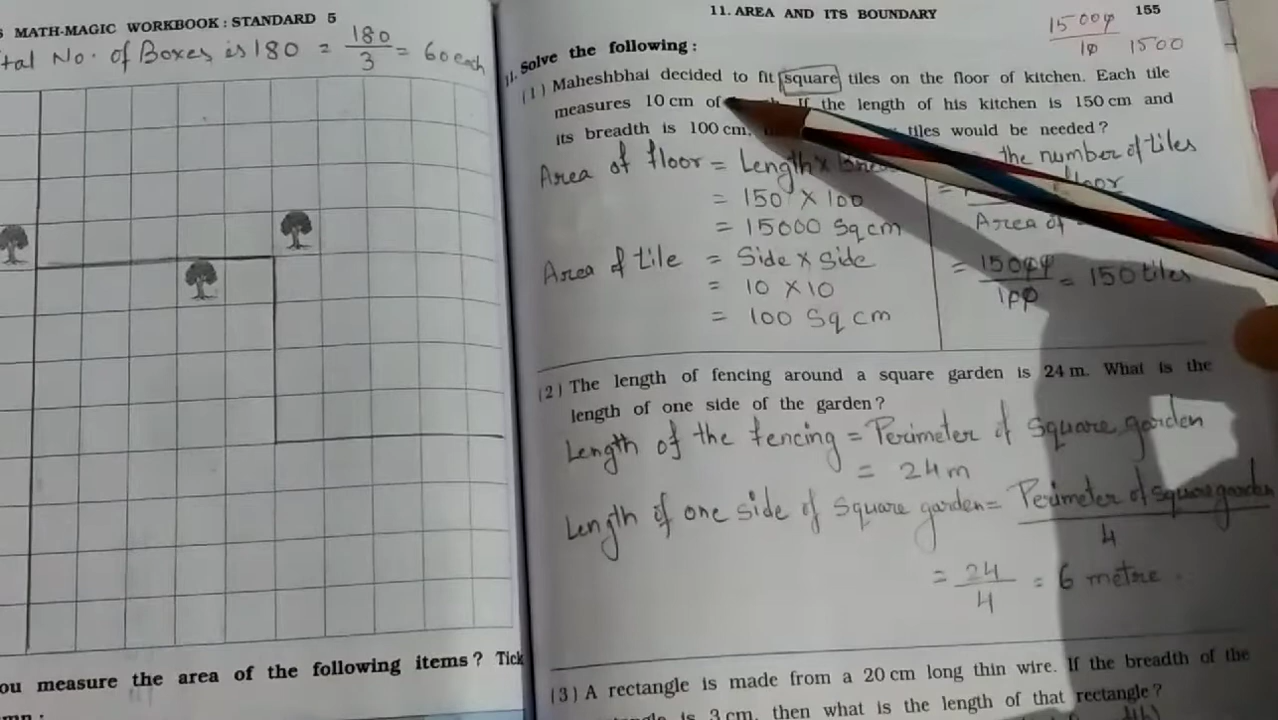 MATH-MAGIC WORKBOOK : STANDARD 5
tal No. of Boxes is 180 = 180/3 = 60 each
ou measure the area of the following items ? Tick
11. AREA AND ITS BOUNDARY
155
15000/10 1500
11. Solve the following :
(1) Maheshbhai decided to fit square tiles on the floor of kitchen. Each tile
measures 10 cm of If the length of his kitchen is 150 cm and
its breadth is 100 cm, tiles would be needed ?
Area of floor = Length ×
= 150 × 100
= 15000 Sq cm
Area of tile = Side × Side
= 10 × 10
= 100 Sq cm
the number of tiles
=
Area of
= 15000/100 = 150 tiles
(2) The length of fencing around a square garden is 24 m. What is the
length of one side of the garden ?
Length of the fencing = Perimeter of square garden
= 24 m
Length of one side of square garden = Perimeter of square garden/4
= 24/4 = 6 metre
(3) A rectangle is made from a 20 cm long thin wire. If the breadth of the
is 3 cm, then what is the length of that rectangle ?